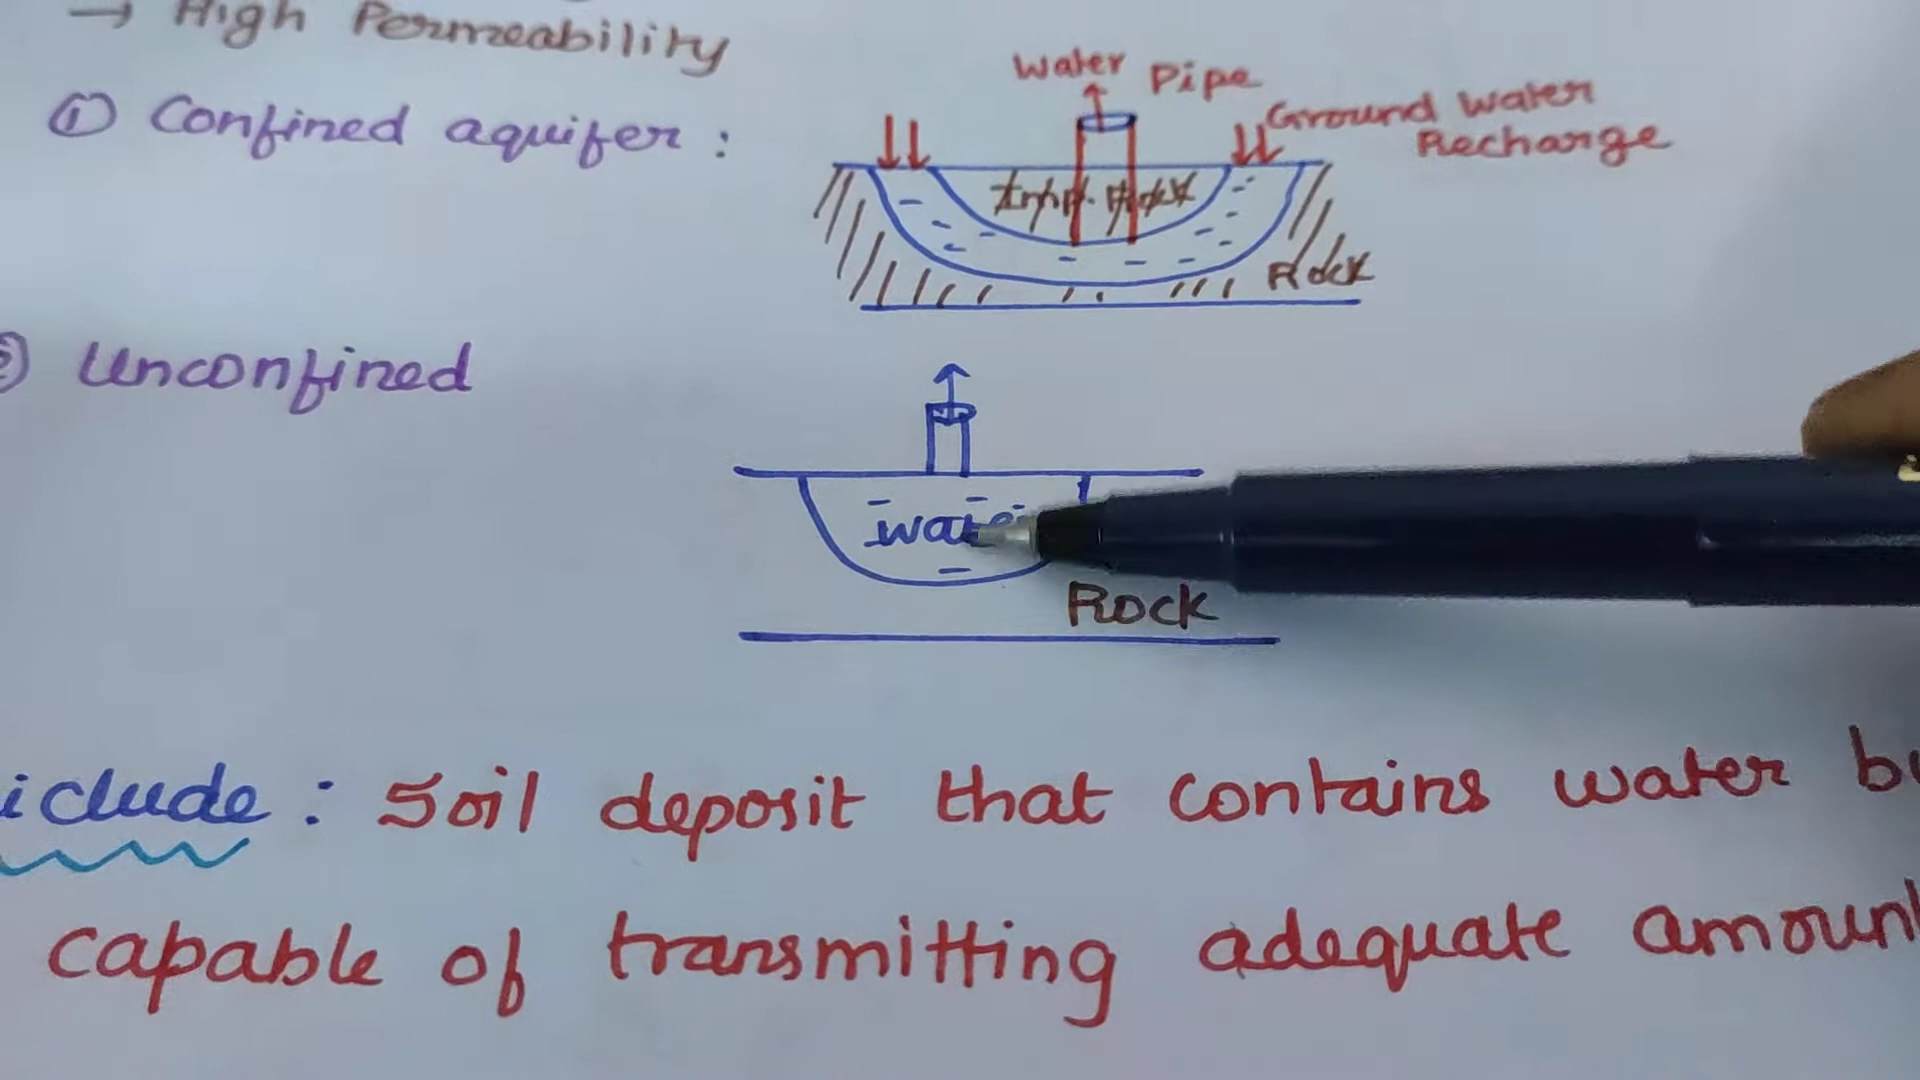 → High Permeability
① Confined aquifer :
Water Pipe
Ground Water
Recharge
Rock
Unconfined
Rock
iclude : Soil deposit that contains water
capable of transmitting adequate amount